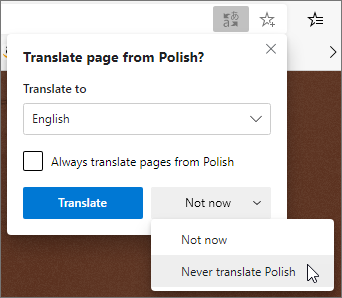 Translate page from Polish?
Translate to
English
Always translate pages from Polish
Translate
Not now
Not now
Never translate Polish